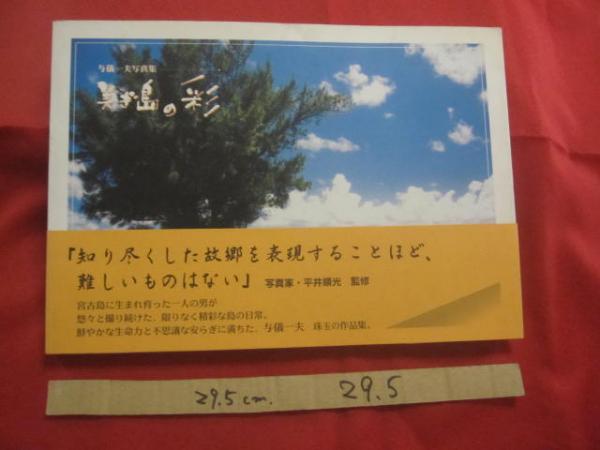 与儀一夫写真集
美ぎ島の彩
「知り尽くした故郷を表現することほど、
難しいものはない」 写真家・平井順光 監修
宮古島に生まれ育った一人の男が
悠々と撮り続けた、限りなく精彩な島の日常。
鮮やかな生命力と不思議な安らぎに満ちた、与儀一夫 珠玉の作品集。
29.5cm. 29.5